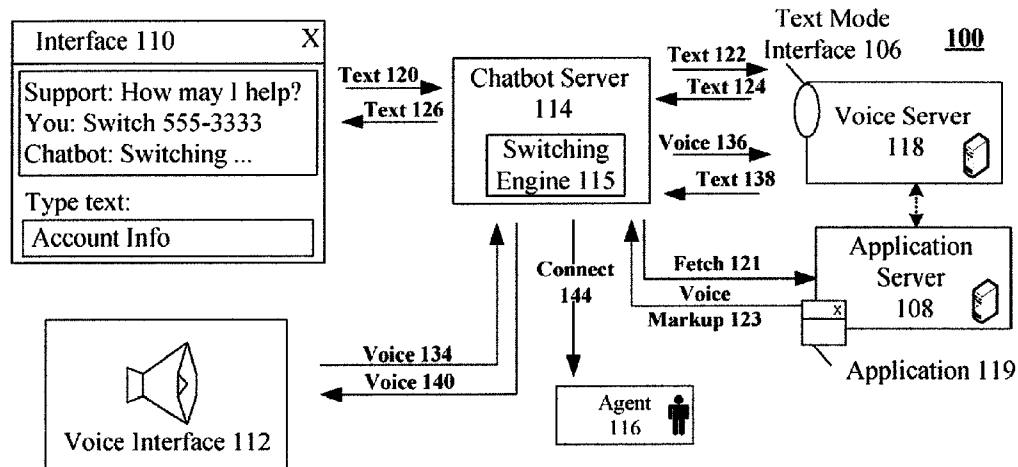 Interface 110 X
Support: How may I help?
You: Switch 555-3333
Chatbot: Switching ...
Type text:
Account Info
Text 120
Text 126
Chatbot Server
114
Switching
Engine 115
Text 122
Text 124
Voice 136
Text 138
Text Mode
Interface 106
100
Voice Server
118
Application
Server
108
X
Application 119
Fetch 121
Voice
Markup 123
Connect
144
Voice 134
Voice 140
Voice Interface 112
Agent
116